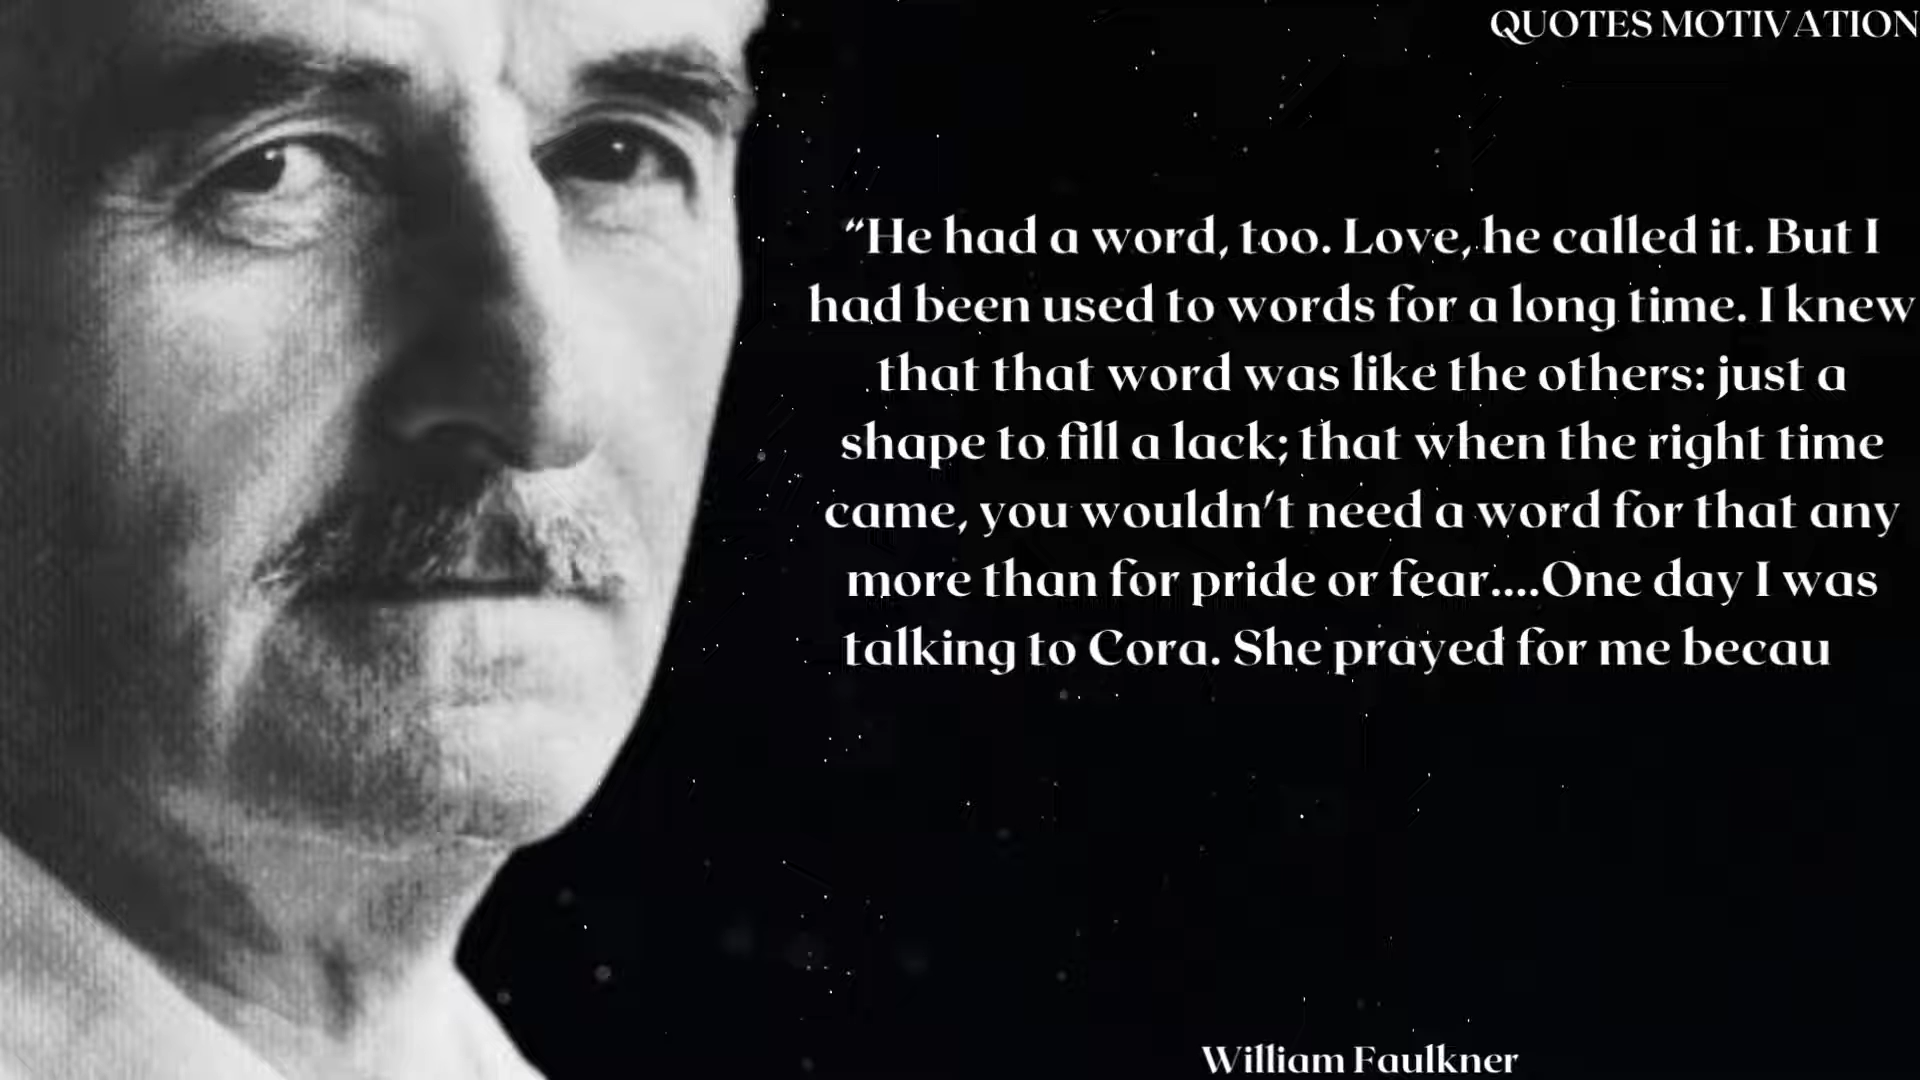 QUOTES MOTIVATION
“He had a word, too. Love, he called it. But I
had been used to words for a long time. I knew
that that word was like the others: just a
shape to fill a lack; that when the right time
came, you wouldn't need a word for that any
more than for pride or fear....One day I was
talking to Cora. She prayed for me becau
William Faulkner